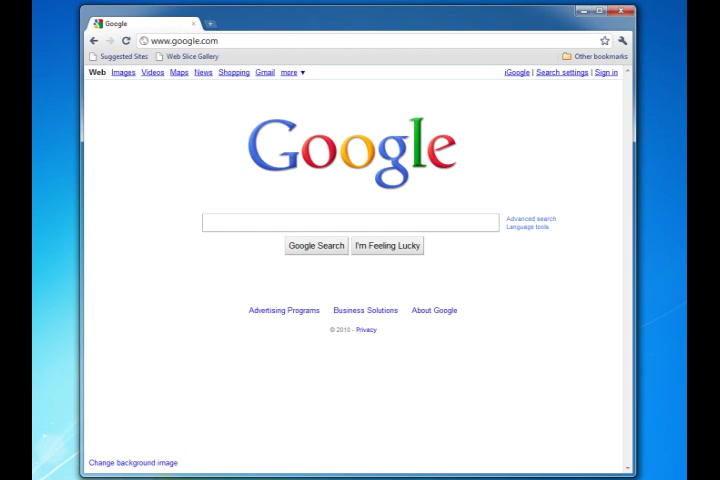 Google
www.google.com
Suggested Sites Web Slice Gallery Other bookmarks
Web Images Videos Maps News Shopping Gmail more ▼ iGoogle | Search settings | Sign in
Google
Advanced search
Language tools
Google Search I'm Feeling Lucky
Advertising Programs Business Solutions About Google
© 2010 - Privacy
Change background image